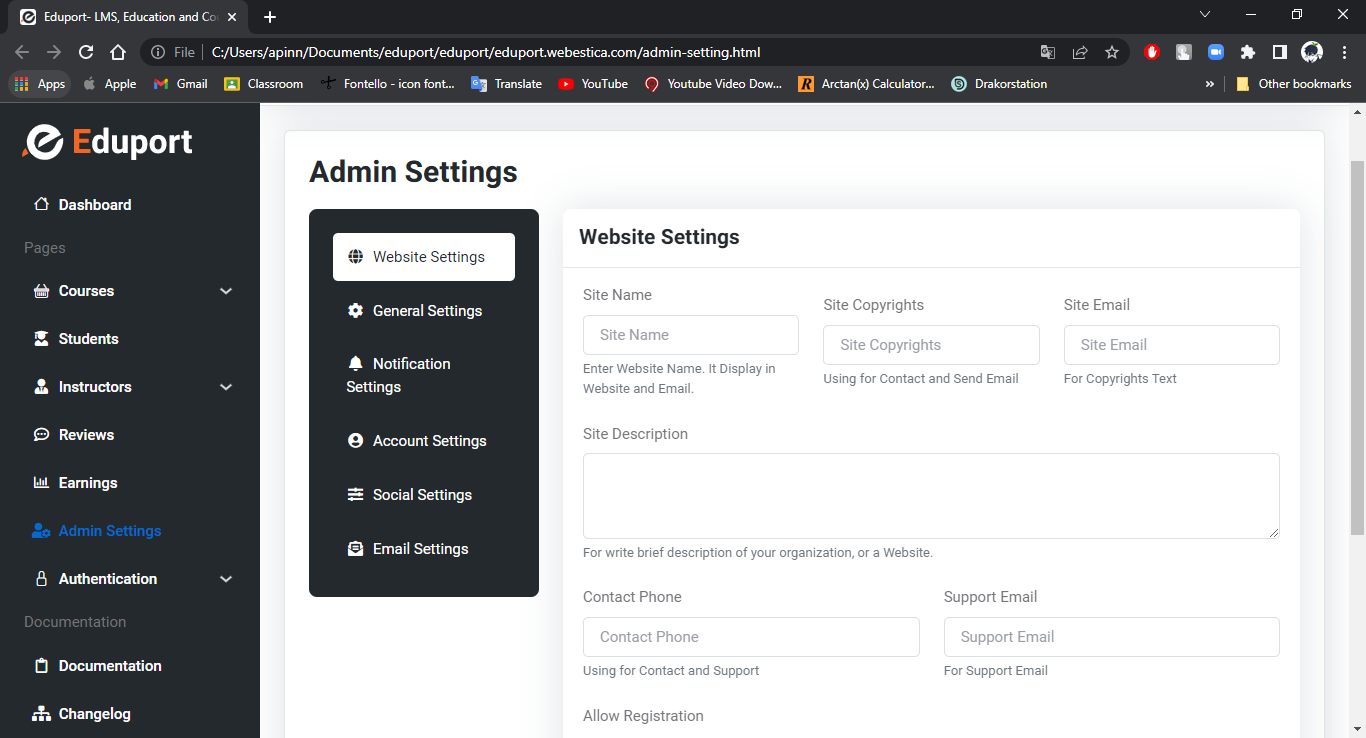 Eduport- LMS, Education and Co
File
C:/Users/apinn/Documents/eduport/eduport/eduport.webestica.com/admin-setting.html
Apps
Apple
Gmail
Classroom
Fontello - icon font...
Translate
YouTube
Youtube Video Dow...
Arctan(x) Calculator...
Drakorstation
»
Other bookmarks
Eduport
Dashboard
Pages
Courses
Students
Instructors
Reviews
Earnings
Admin Settings
Authentication
Documentation
Documentation
Changelog
Admin Settings
Website Settings
General Settings
Notification
Settings
Account Settings
Social Settings
Email Settings
Website Settings
Site Name
Site Name
Enter Website Name. It Display in
Website and Email.
Site Copyrights
Site Copyrights
Using for Contact and Send Email
Site Email
Site Email
For Copyrights Text
Site Description
For write brief description of your organization, or a Website.
Contact Phone
Contact Phone
Using for Contact and Support
Support Email
Support Email
For Support Email
Allow Registration